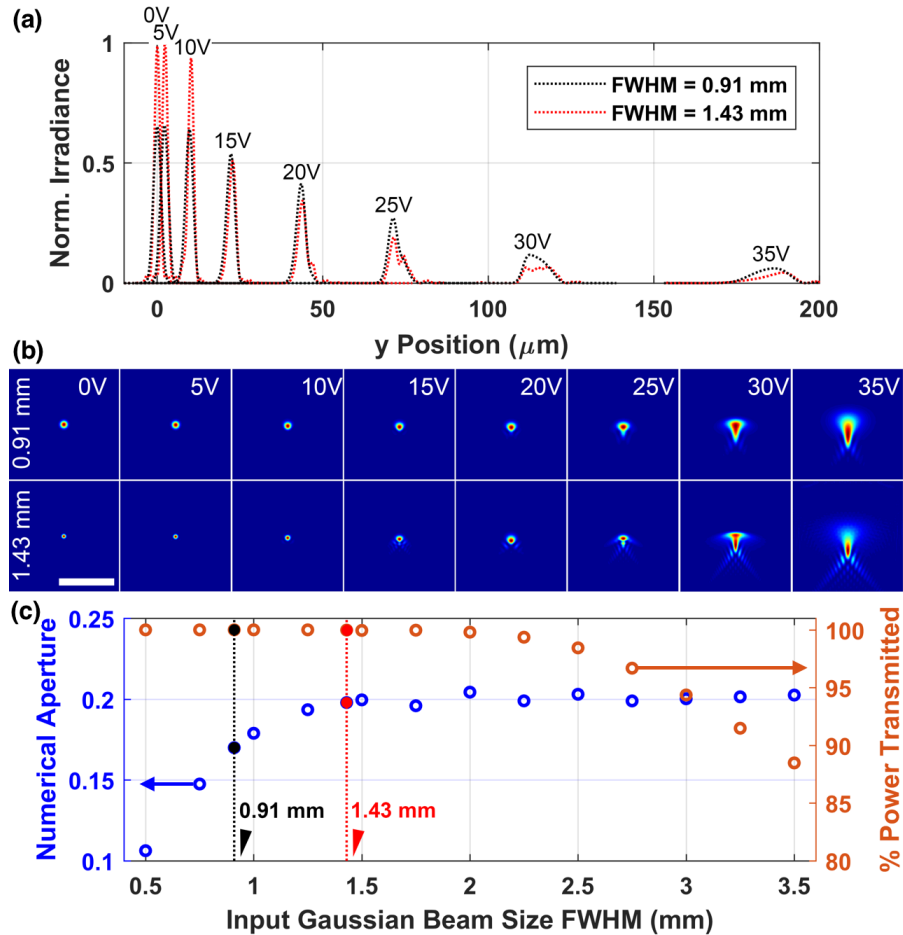 (a)
0V
5V
10V
15V
20V
25V
30V
35V
FWHM = 0.91 mm
FWHM = 1.43 mm
Norm. Irradiance
1
0.5
0
0 50 100 150 200
y Position (μm)
(b)
0V 5V 10V 15V 20V 25V 30V 35V
0.91 mm
1.43 mm
(c)
Numerical Aperture
0.25
0.2
0.15
0.1
0.91 mm
1.43 mm
100
95
90
85
80
% Power Transmitted
0.5 1 1.5 2 2.5 3 3.5
Input Gaussian Beam Size FWHM (mm)